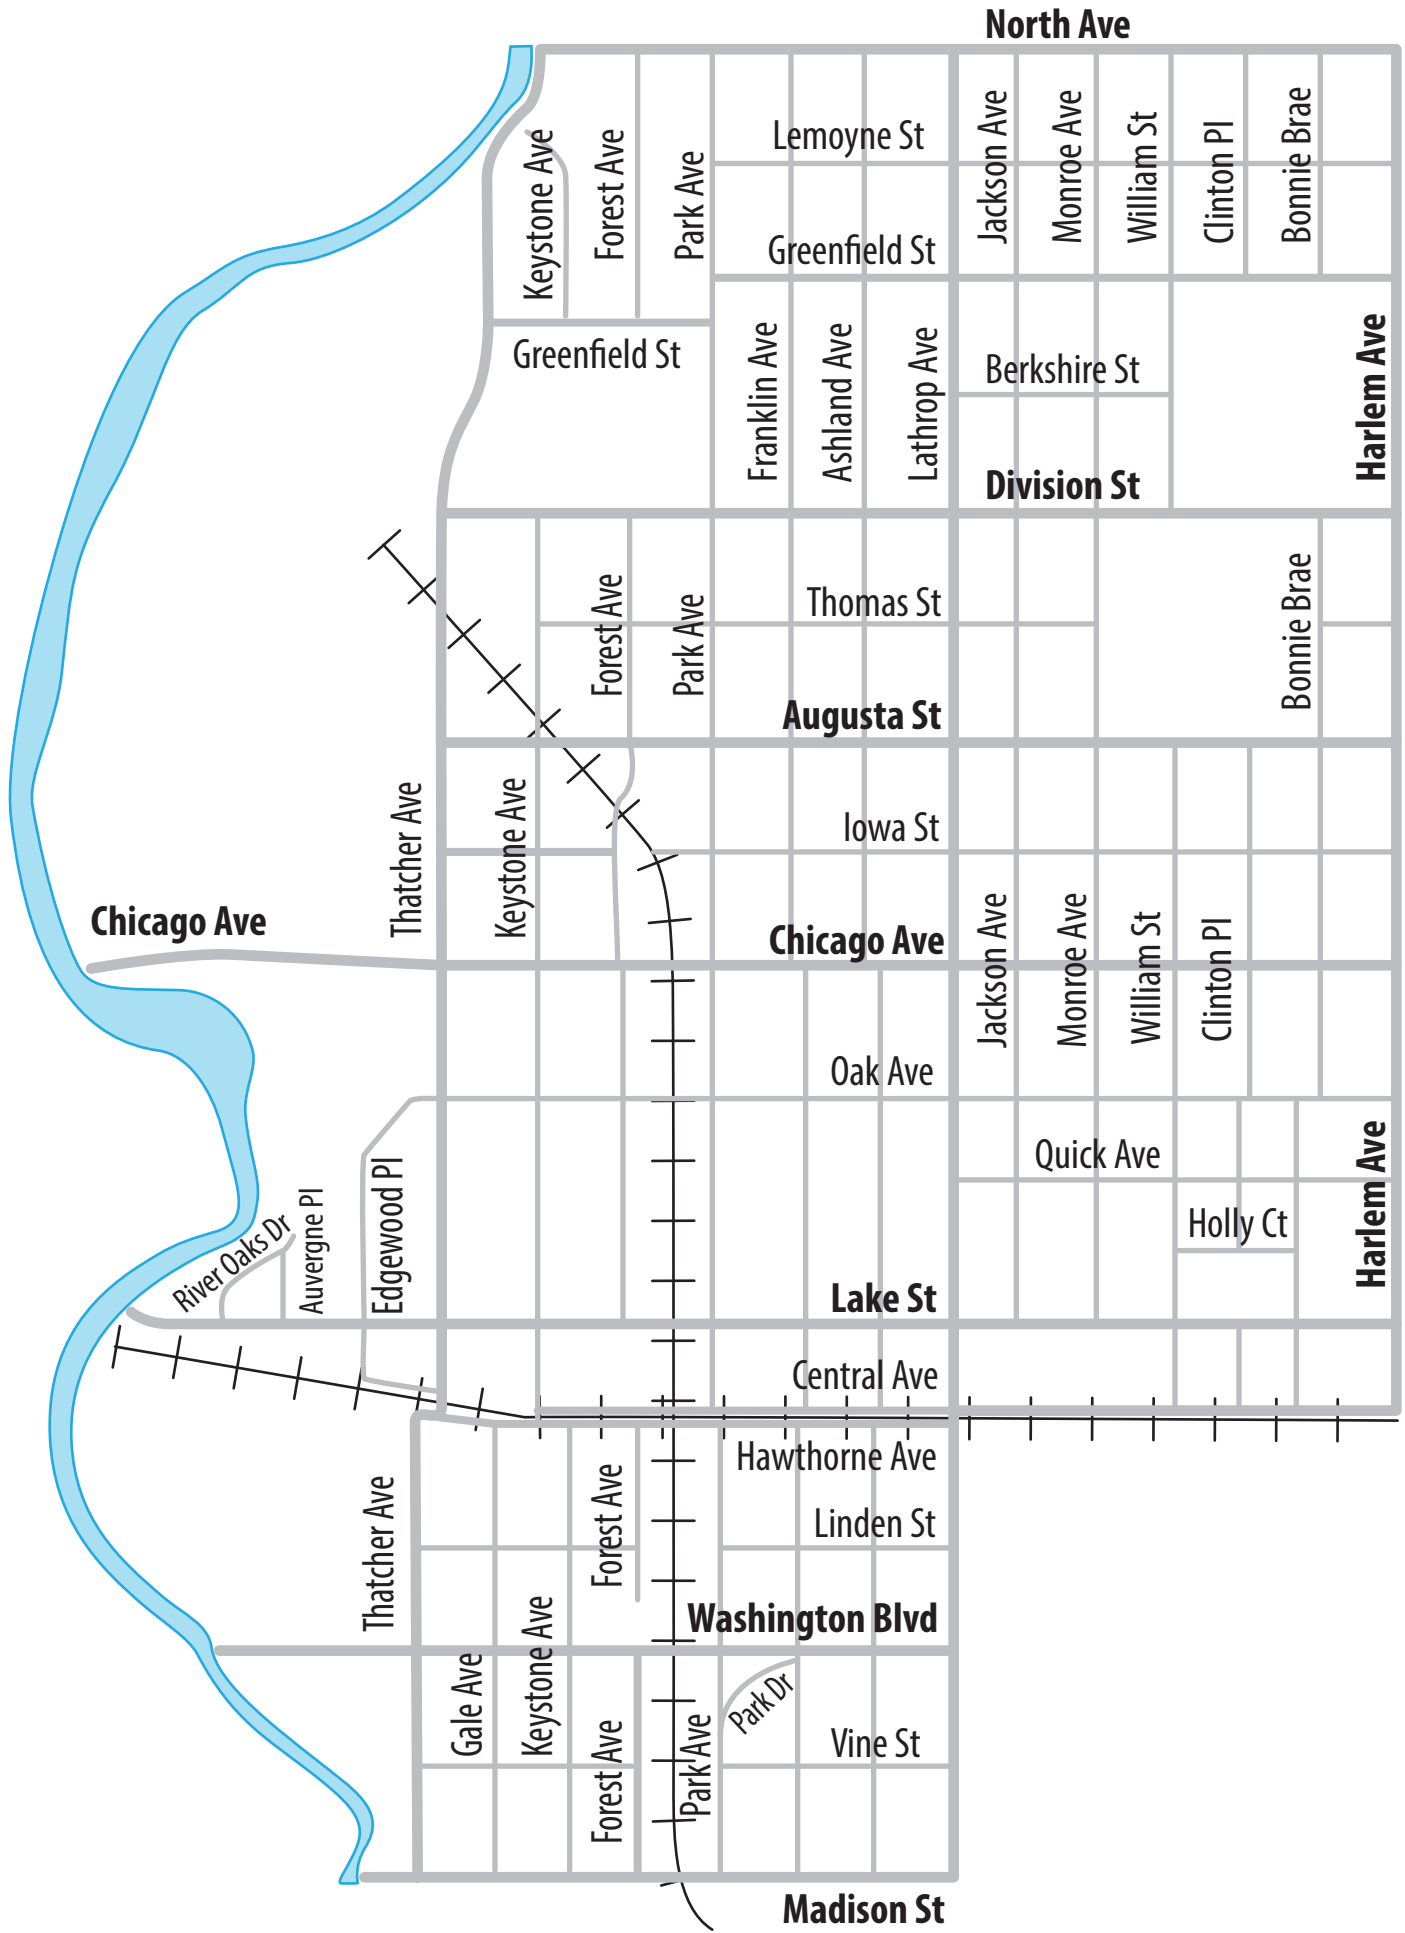 North Ave
Lemoyne St
Keystone Ave
Forest Ave
Park Ave
Jackson Ave
Monroe Ave
William St
Clinton Pl
Bonnie Brae
Greenfield St
Greenfield St
Franklin Ave
Ashland Ave
Lathrop Ave
Berkshire St
Harlem Ave
Division St
Forest Ave
Park Ave
Thomas St
Bonnie Brae
Augusta St
Thatcher Ave
Keystone Ave
Iowa St
Chicago Ave
Chicago Ave
Jackson Ave
Monroe Ave
William St
Clinton Pl
Oak Ave
Quick Ave
Harlem Ave
River Oaks Dr
Auvergne Pl
Edgewood Pl
Holly Ct
Lake St
Central Ave
Hawthorne Ave
Thatcher Ave
Forest Ave
Linden St
Washington Blvd
Gale Ave
Keystone Ave
Forest Ave
Park Ave
Park Dr
Vine St
Madison St